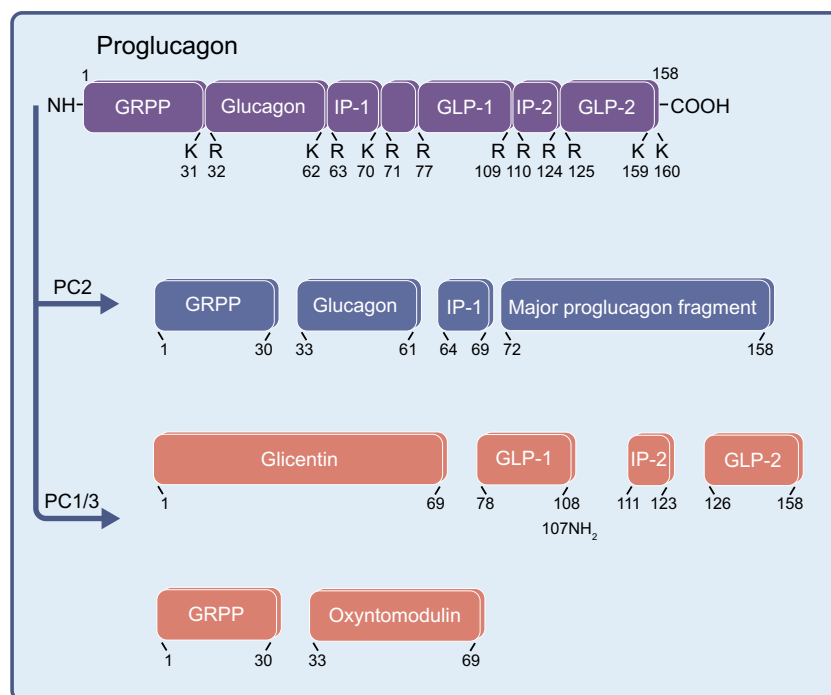 Proglucagon
1 158
NH- GRPP Glucagon IP-1 GLP-1 IP-2 GLP-2 -COOH
K R K R K R R R R R R K K
31 32 62 63 70 71 77 109 110 124 125 159 160
PC2
GRPP Glucagon IP-1 Major proglucagon fragment
1 30 33 61 64 69 72 158
Glicentin GLP-1 IP-2 GLP-2
1 69 78 108 111 123 126 158
PC1/3
107NH₂
GRPP Oxyntomodulin
1 30 33 69